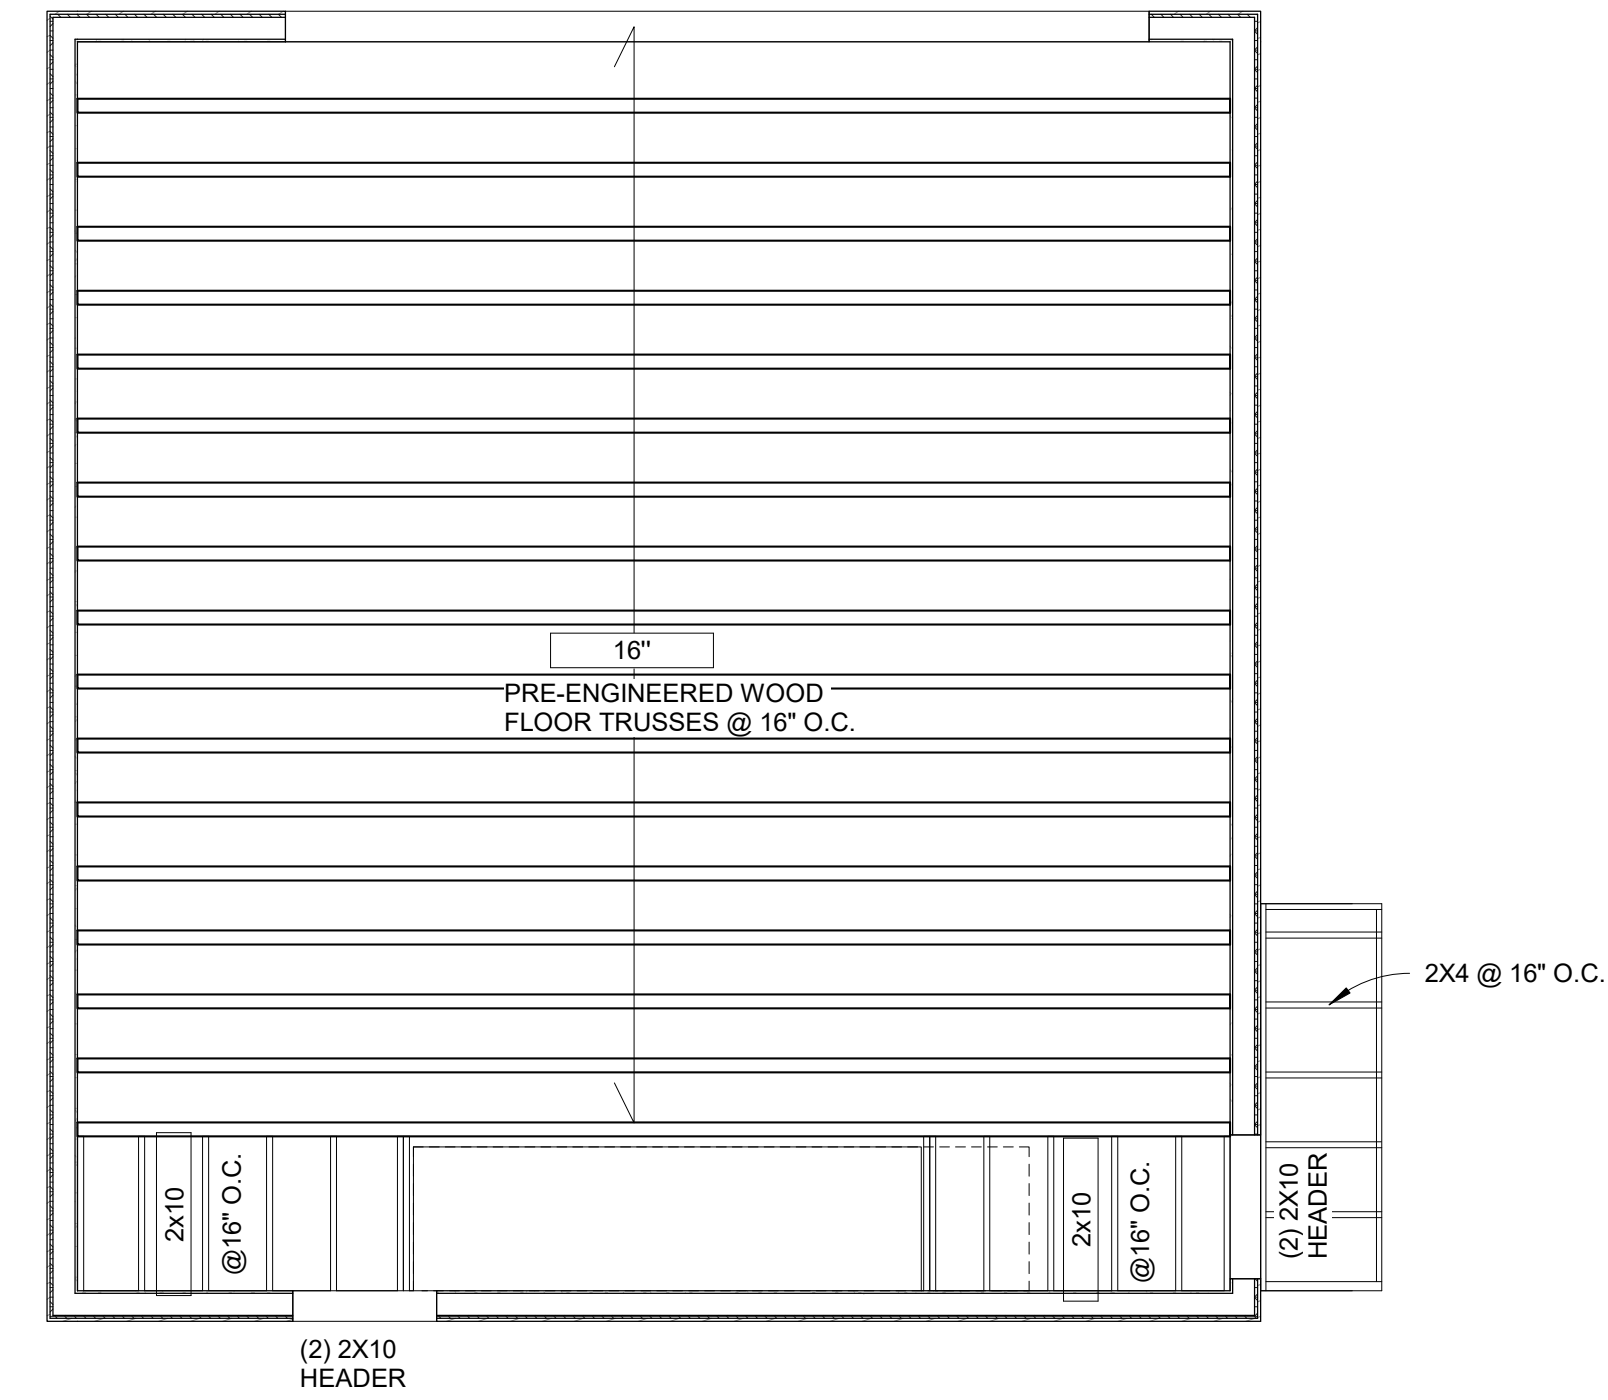 16"
PRE-ENGINEERED WOOD
FLOOR TRUSSES @ 16" O.C.
2X4 @ 16" O.C.
2x10
@16" O.C.
2x10
@16" O.C.
(2) 2X10
HEADER
(2) 2X10
HEADER